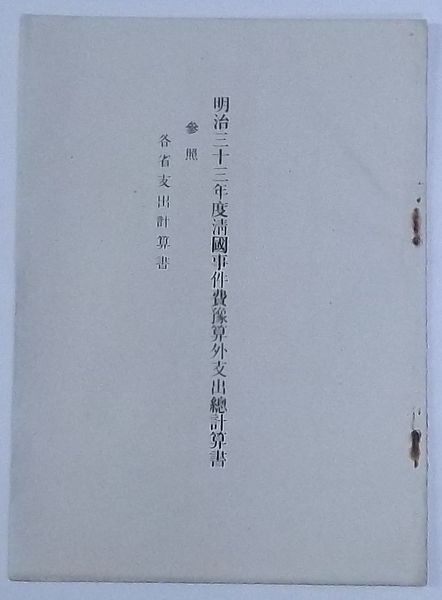 明治三十三年度清國事件費豫算外支出總計算書
參照
各省支出計算書